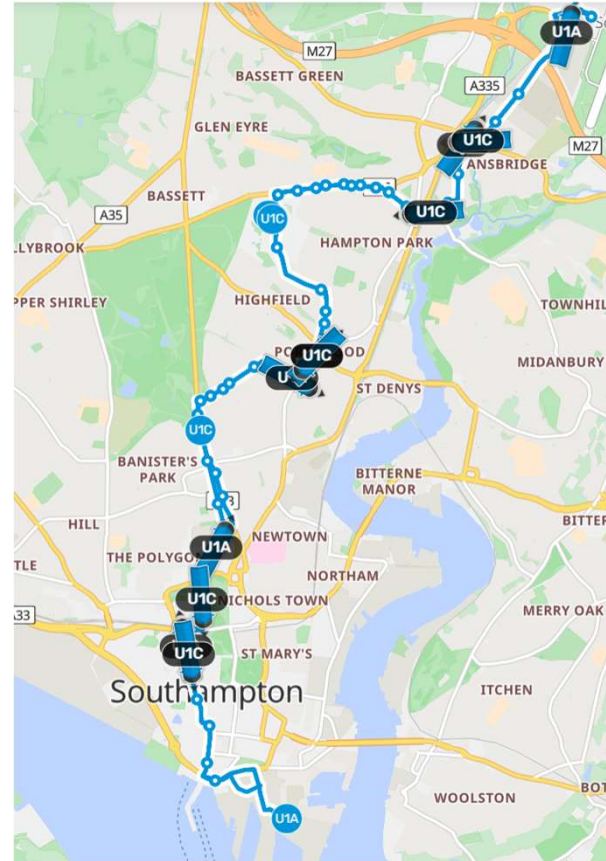 U1A
M27
BASSETT GREEN
A335
GLEN EYRE
U1C
ANSBRIDGE
M27
BASSETT
A35
U1C
U1C
LLYBROOK
HAMPTON PARK
PPER SHIRLEY
HIGHFIELD
TOWNHIL
U1C
MIDANBURY
ST DENYS
U1C
BANISTER'S
PARK
BITTERNE
MANOR
HILL
BITTER
U1A
NEWTOWN
THE POLYGO
NORTHAM
TLE
U1C
NICHOLS TOWN
MERRY OAK
A33
U1C
ST MARY'S
Southampton
ITCHEN
WOOLSTON
BOT
U1A